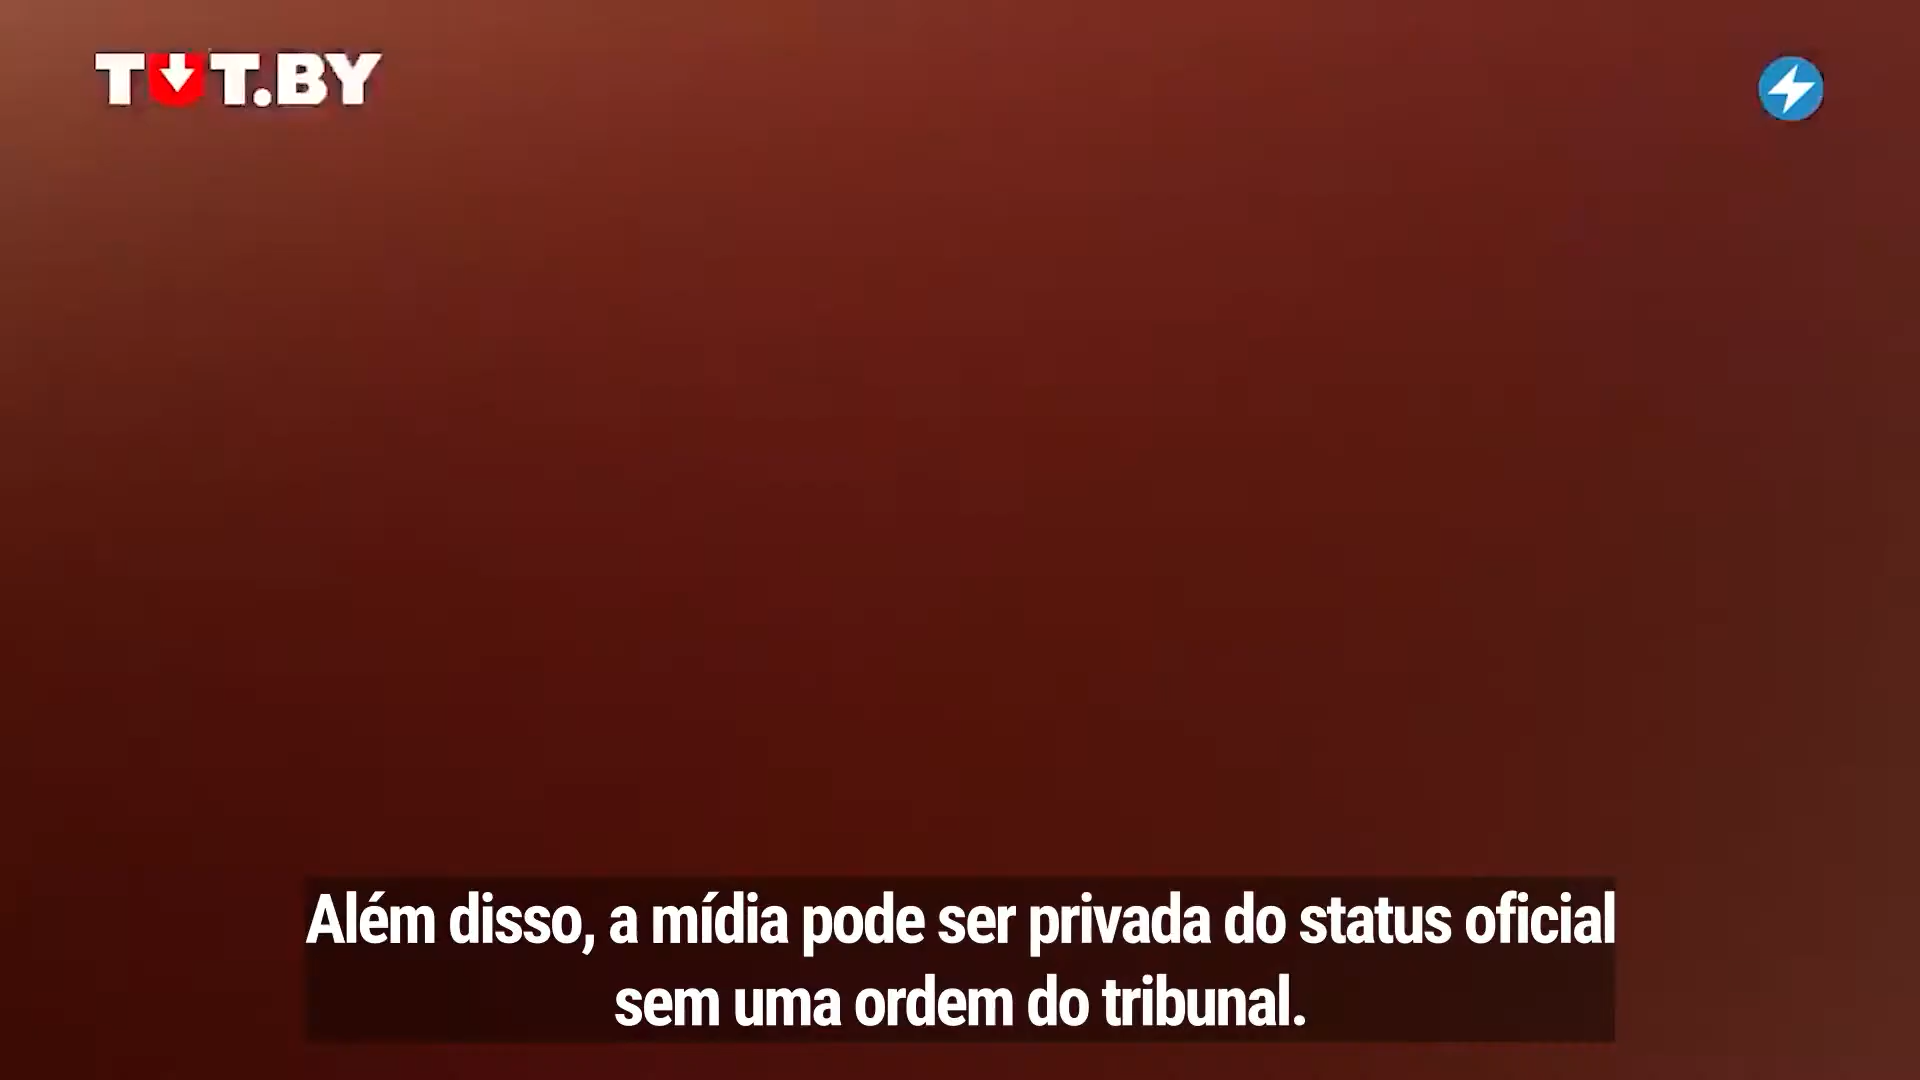 TUT.BY
Além disso, a mídia pode ser privada do status oficial
sem uma ordem do tribunal.